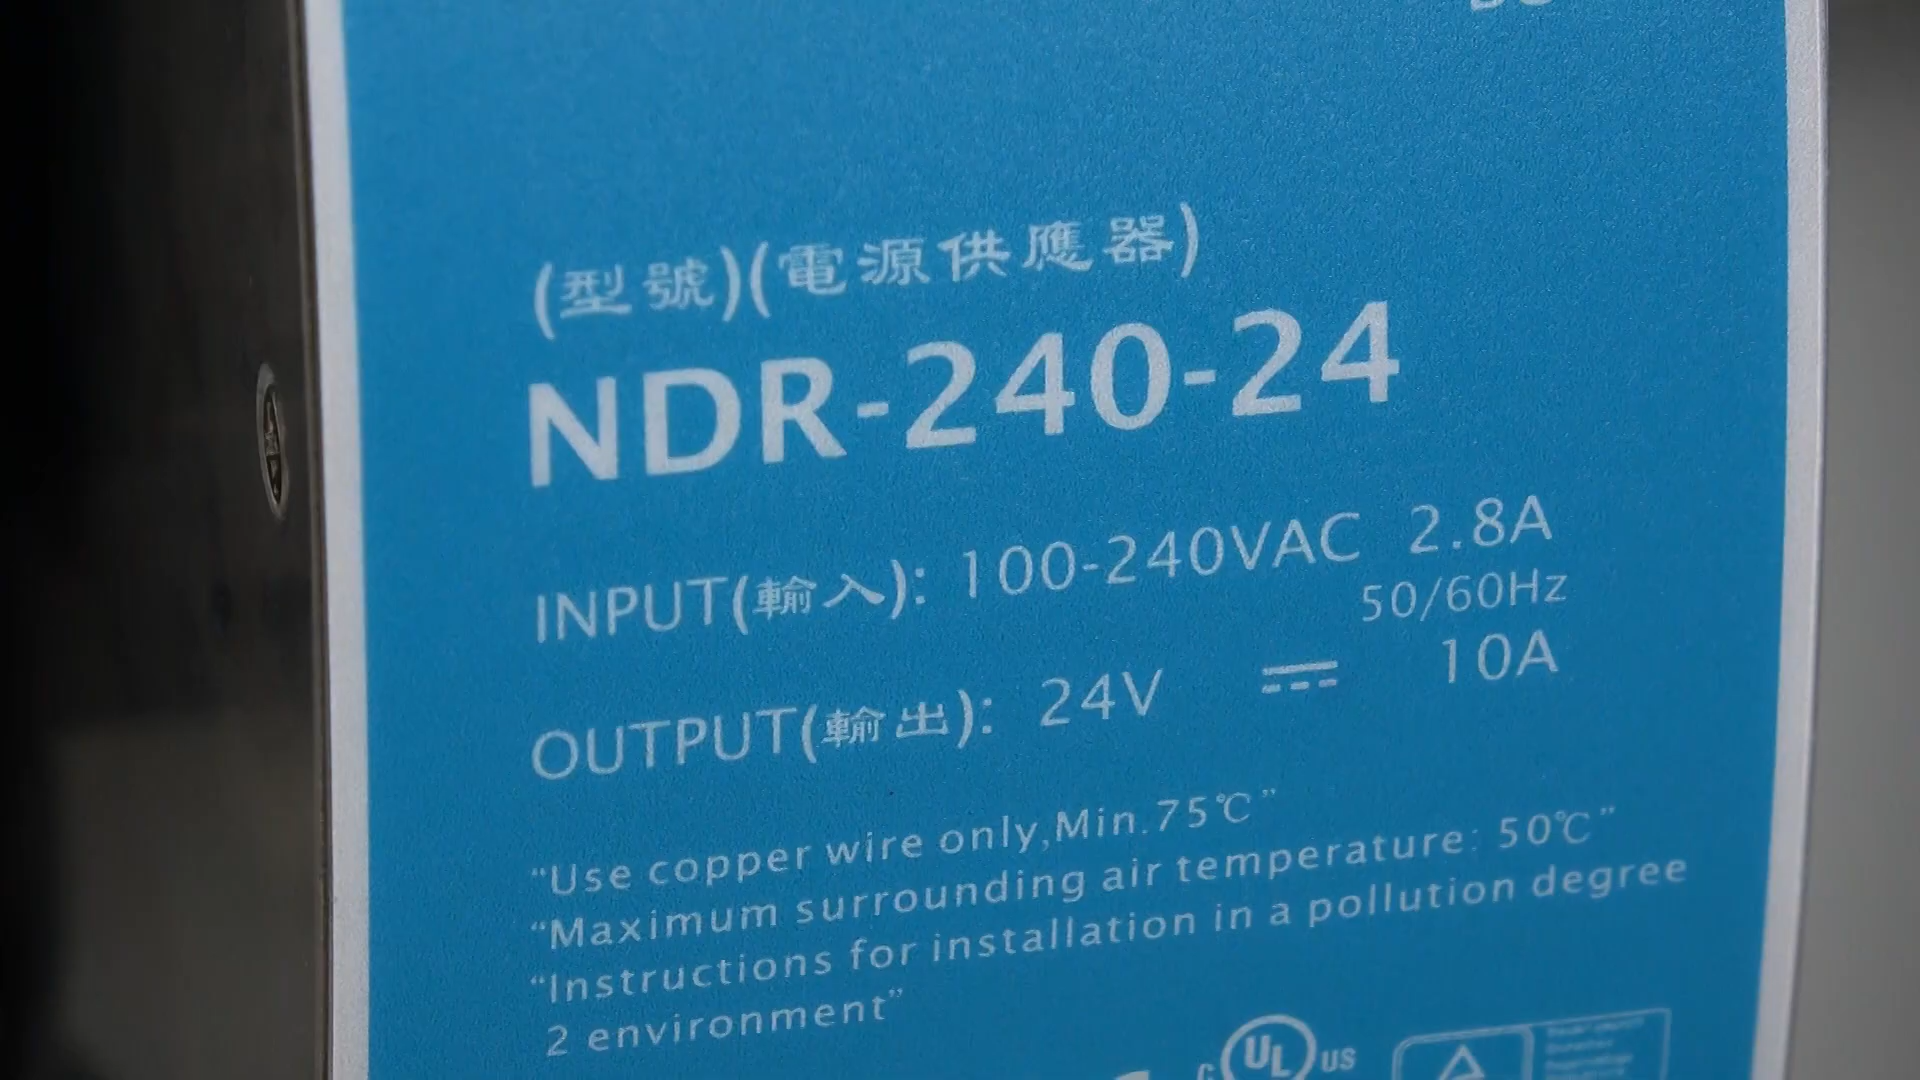 (型號)(電源供應器)
NDR-240-24
INPUT(輸入): 100-240VAC 2.8A
50/60Hz
OUTPUT(輸出): 24V ⎓ 10A
“Use copper wire only,Min.75℃”
“Maximum surrounding air temperature: 50℃”
“Instructions for installation in a pollution degree
2 environment”
c UL US